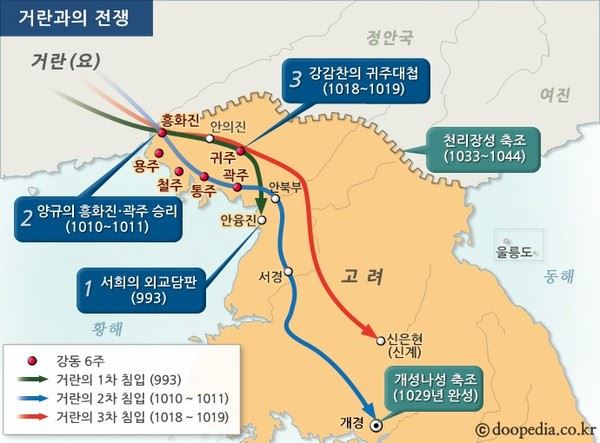 거란과의 전쟁
정안국
거란(요)
3 강감찬의 귀주대첩
(1018~1019)
여진
흥화진
안의진
천리장성 축조
(1033~1044)
용주
귀주
철주
곽주
통주
안북부
2 양규의 흥화진·곽주 승리
(1010~1011)
안융진
울릉도
1 서희의 외교담판
(993)
서경
고 려
동해
황해
신은현
(신계)
강동 6주
거란의 1차 침입 (993)
거란의 2차 침입 (1010 ~ 1011)
거란의 3차 침입 (1018 ~ 1019)
개성나성 축조
(1029년 완성)
개경
ⓒ doopedia.co.kr